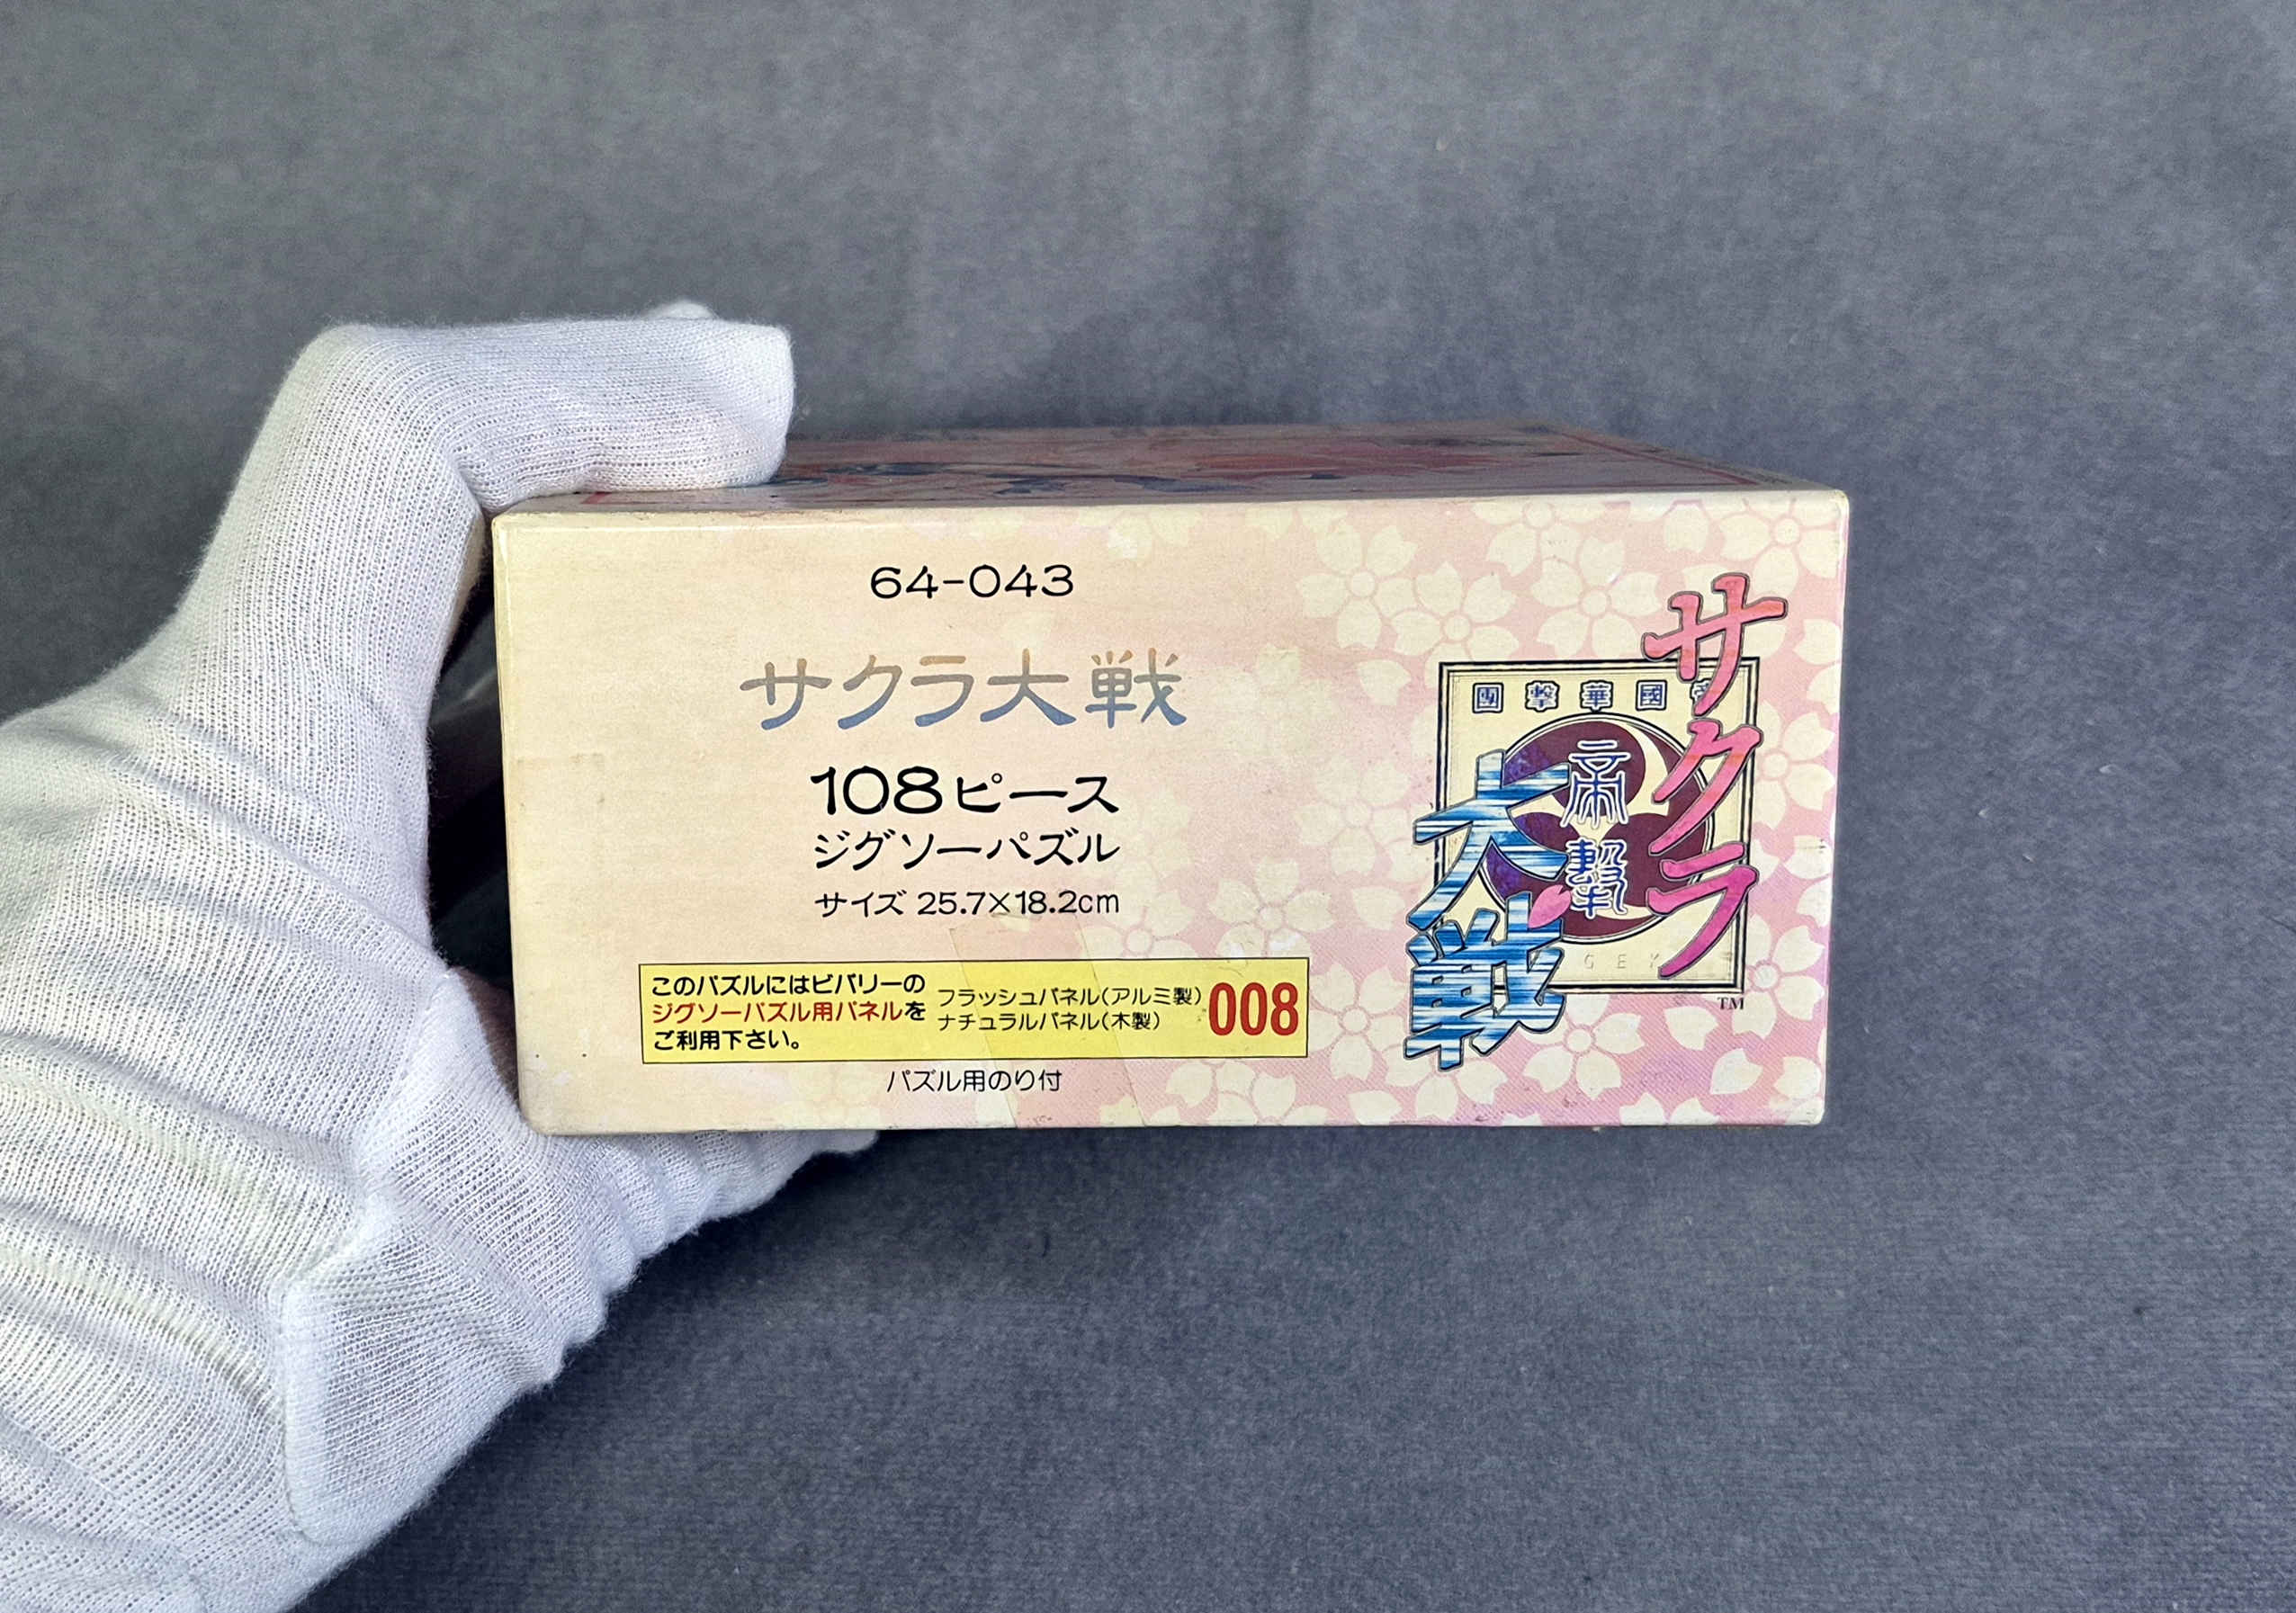 64-043
サクラ大戦
108ピース
ジグソーパズル
サイズ 25.7×18.2cm
このパズルにはビバリーの
ジグソーパズル用パネルを
ご利用下さい。
フラッシュパネル(アルミ製)
ナチュラルパネル(木製)
008
パズル用のり付
團撃華國帝
サクラ
大戦
帝撃
GEK
TM